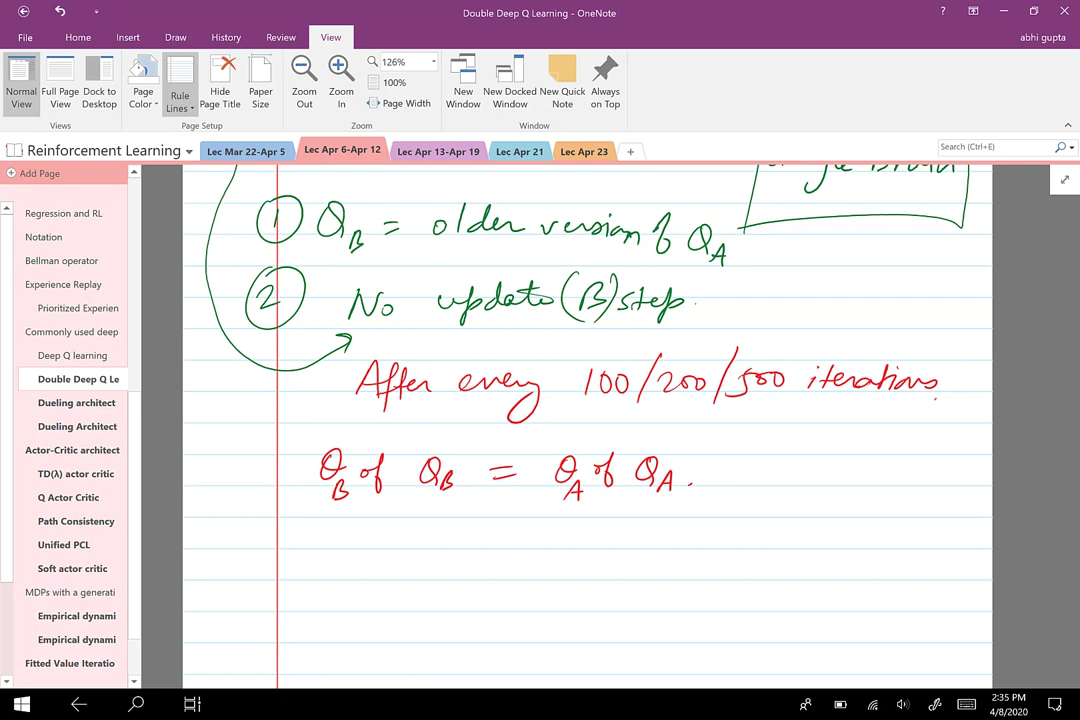 Double Deep Q Learning - OneNote
File Home Insert Draw History Review View abhi gupta
126%
100%
Page Width
Normal View Full Page View Dock to Desktop Page Color Rule Lines Hide Page Title Paper Size Zoom Out Zoom In New Window New Docked Window New Quick Note Always on Top
Views Page Setup Zoom Window
Reinforcement Learning Lec Mar 22-Apr 5 Lec Apr 6-Apr 12 Lec Apr 13-Apr 19 Lec Apr 21 Lec Apr 23 + Search (Ctrl+E)
Add Page
Regression and RL
Notation
Bellman operator
Experience Replay
Prioritized Experien
Commonly used deep
Deep Q learning
Double Deep Q Le
Dueling architect
Dueling Architect
Actor-Critic architect
TD(λ) actor critic
Q Actor Critic
Path Consistency
Unified PCL
Soft actor critic
MDPs with a generati
Empirical dynami
Empirical dynami
Fitted Value Iteratio
① Q_B = older version of Q_A
② No update (B) step.
After every 100/200/500 iterations.
θ_B of Q_B = θ_A of Q_A.
2:35 PM
4/8/2020